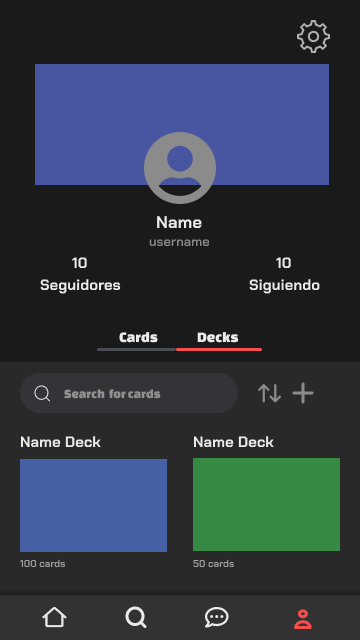 Name
username
10 10
Seguidores Siguiendo
Cards Decks
Search for cards
Name Deck Name Deck
100 cards 50 cards